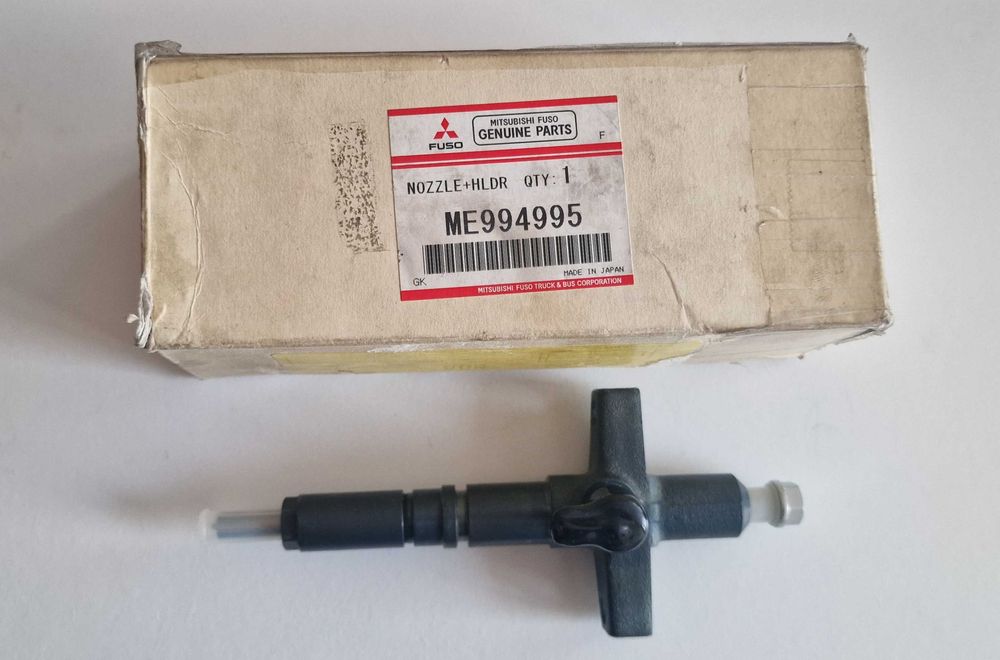 FUSO
MITSUBISHI FUSO
GENUINE PARTS
F
NOZZLE+HLDR QTY: 1
ME994995
GK
MADE IN JAPAN
MITSUBISHI FUSO TRUCK & BUS CORPORATION